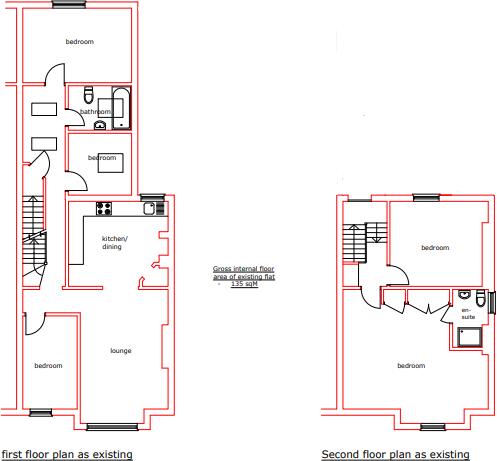 bedroom
bathroom
bedroom
kitchen/
dining
Gross internal floor
area of existing flat
- 135 sqM
bedroom
en-
suite
bedroom
lounge
bedroom
first floor plan as existing
Second floor plan as existing